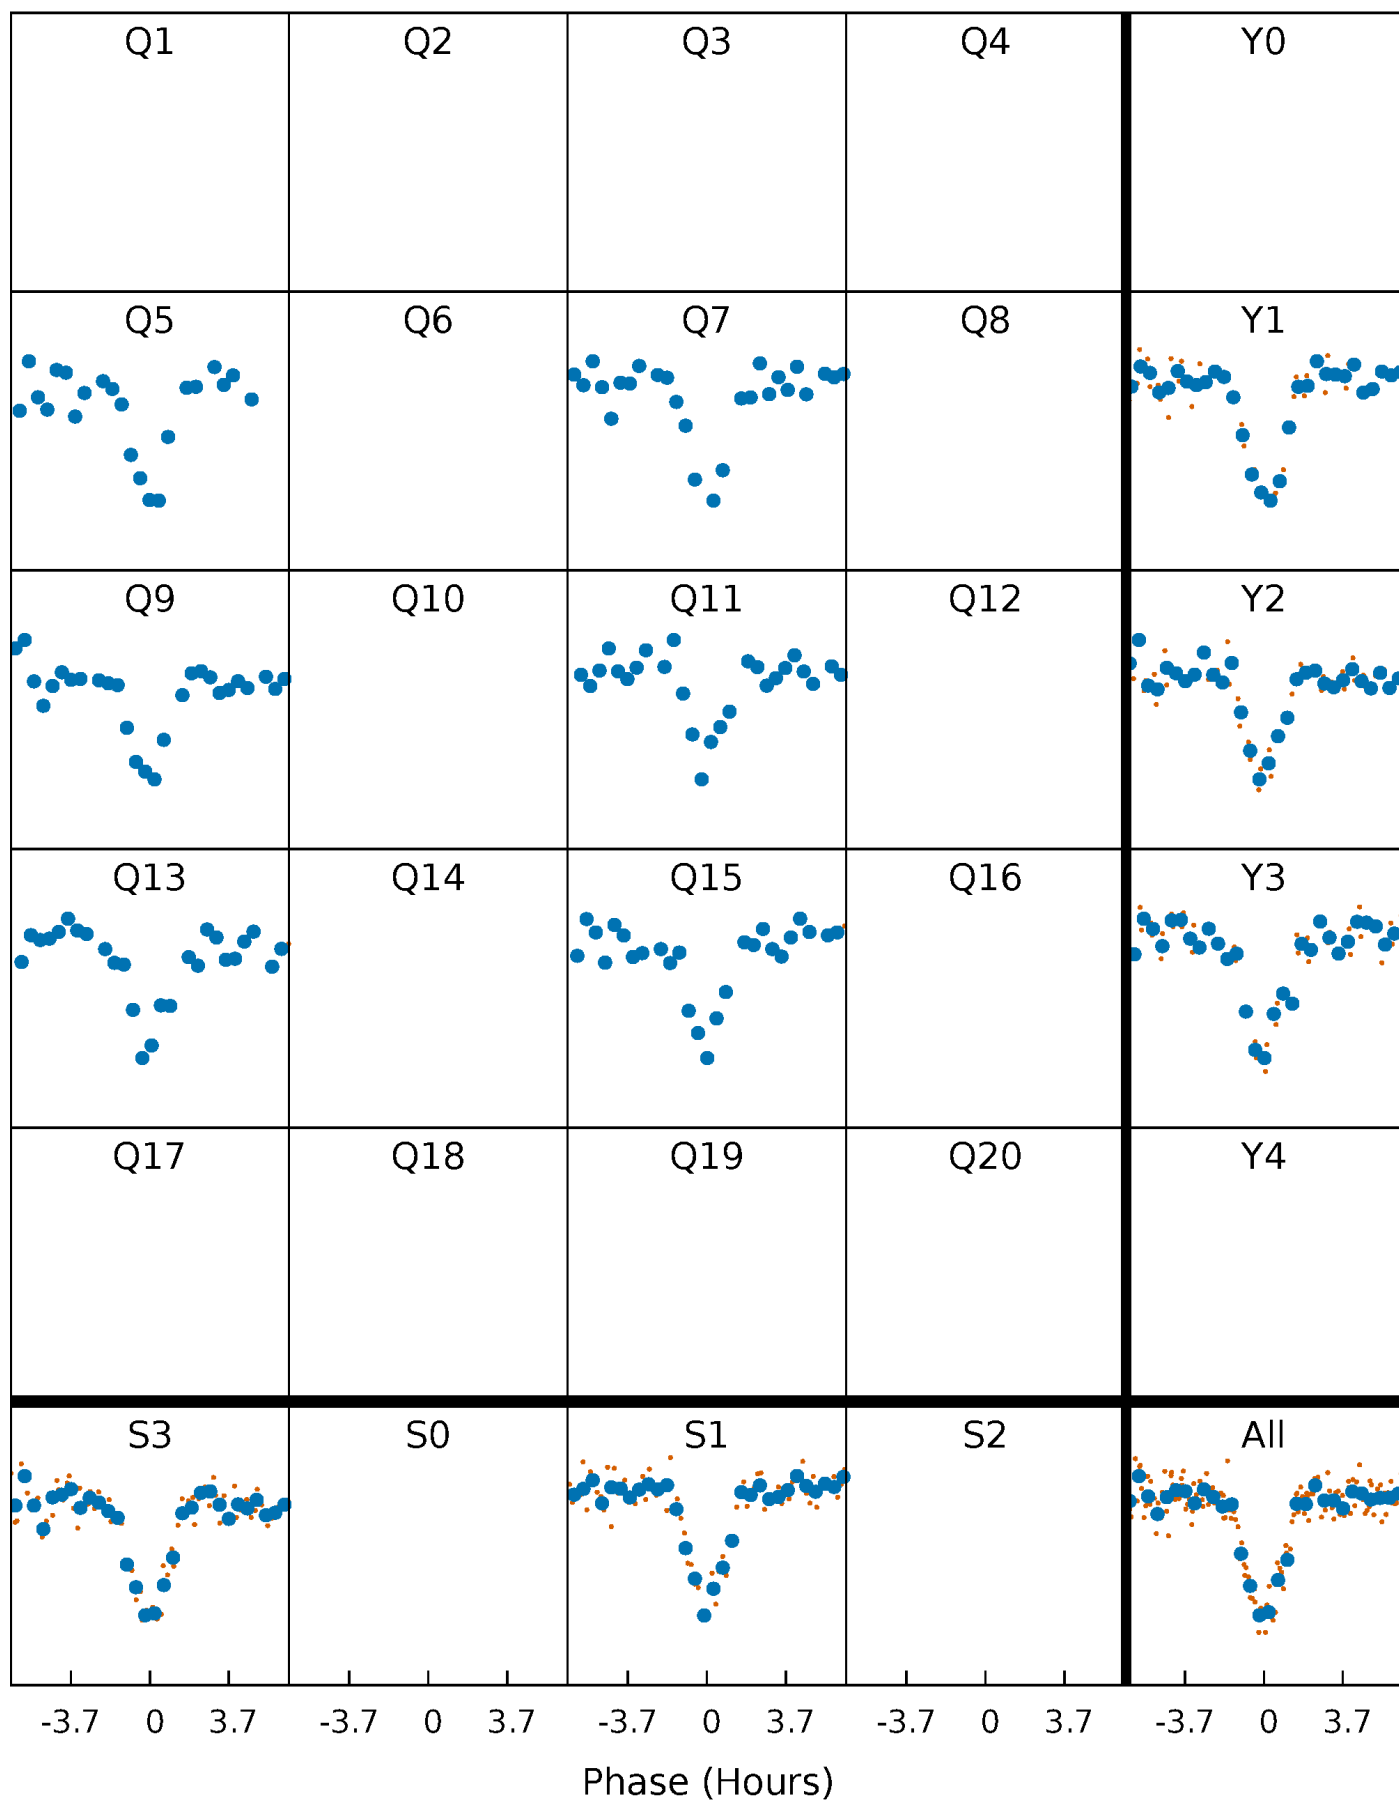 Q1 Q2 Q3 Q4 Y0
Q5 Q6 Q7 Q8 Y1
Q9 Q10 Q11 Q12 Y2
Q13 Q14 Q15 Q16 Y3
Q17 Q18 Q19 Q20 Y4
S3 S0 S1 S2 All
-3.7 0 3.7 -3.7 0 3.7 -3.7 0 3.7 -3.7 0 3.7 -3.7 0 3.7
Phase (Hours)